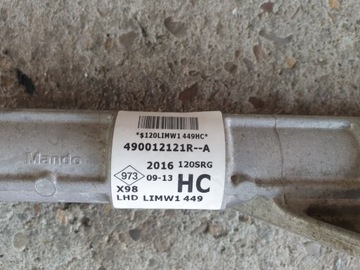 *$120LIMW1449HC*
490012121R--A
2016 120SRG
973 09-13 HC
X98
LHD LIMW1 449
Mando